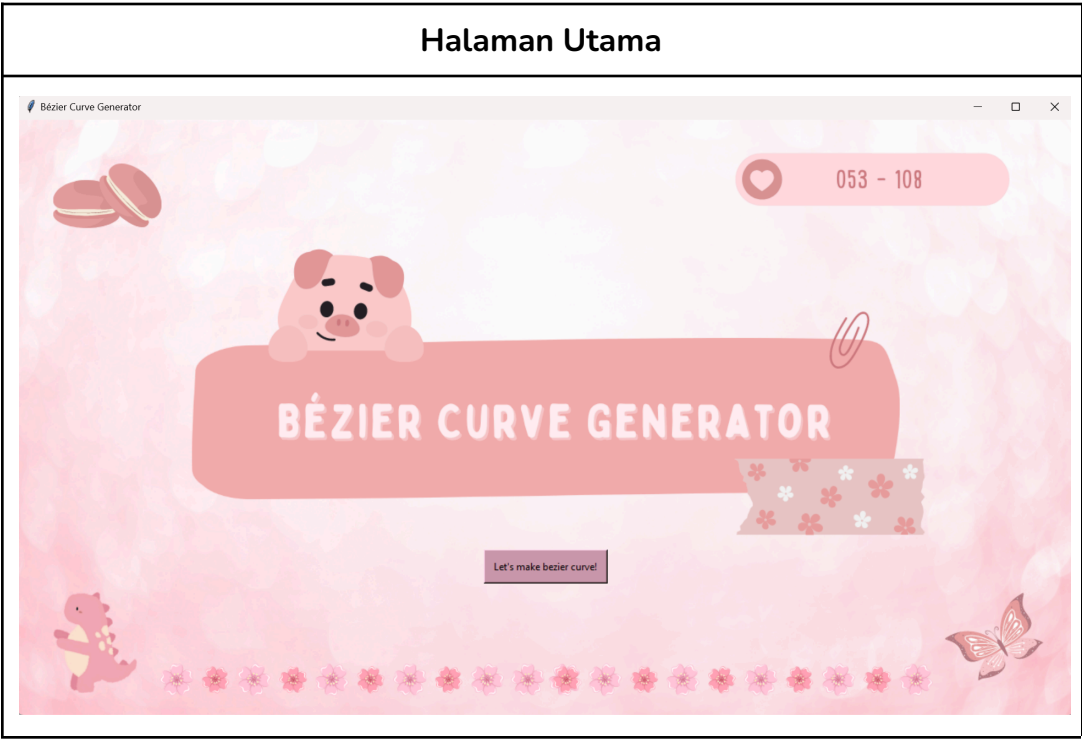 Halaman Utama
Bézier Curve Generator
053 - 108
BÉZIER CURVE GENERATOR
Let's make bezier curve!